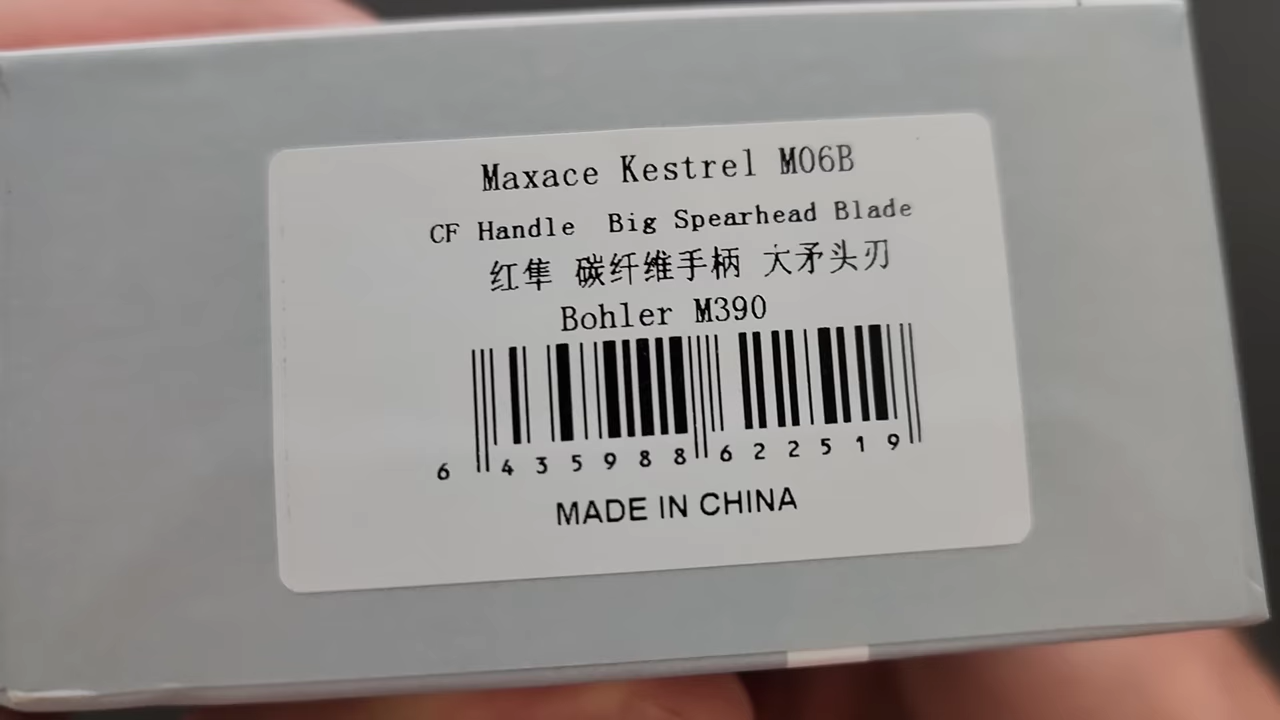 Maxace Kestrel M06B
CF Handle Big Spearhead Blade
红隼 碳纤维手柄 大矛头刃
Bohler M390
6 435988 622519
MADE IN CHINA